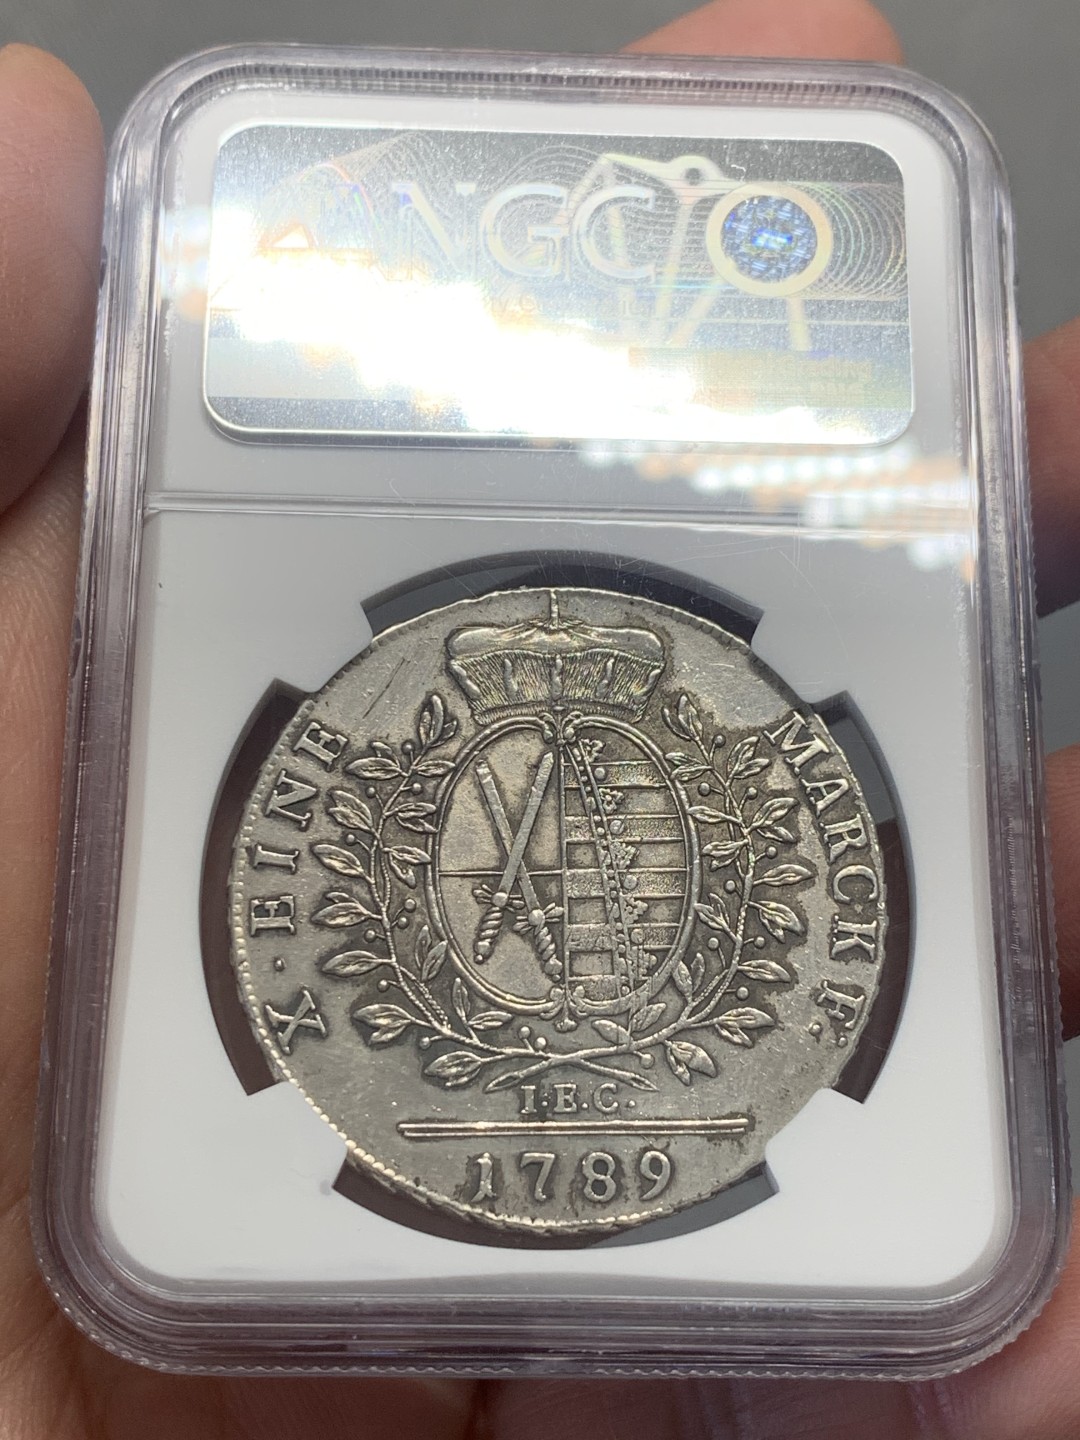 NGC
X · EINE MARCK F.
I·E.C.
1789